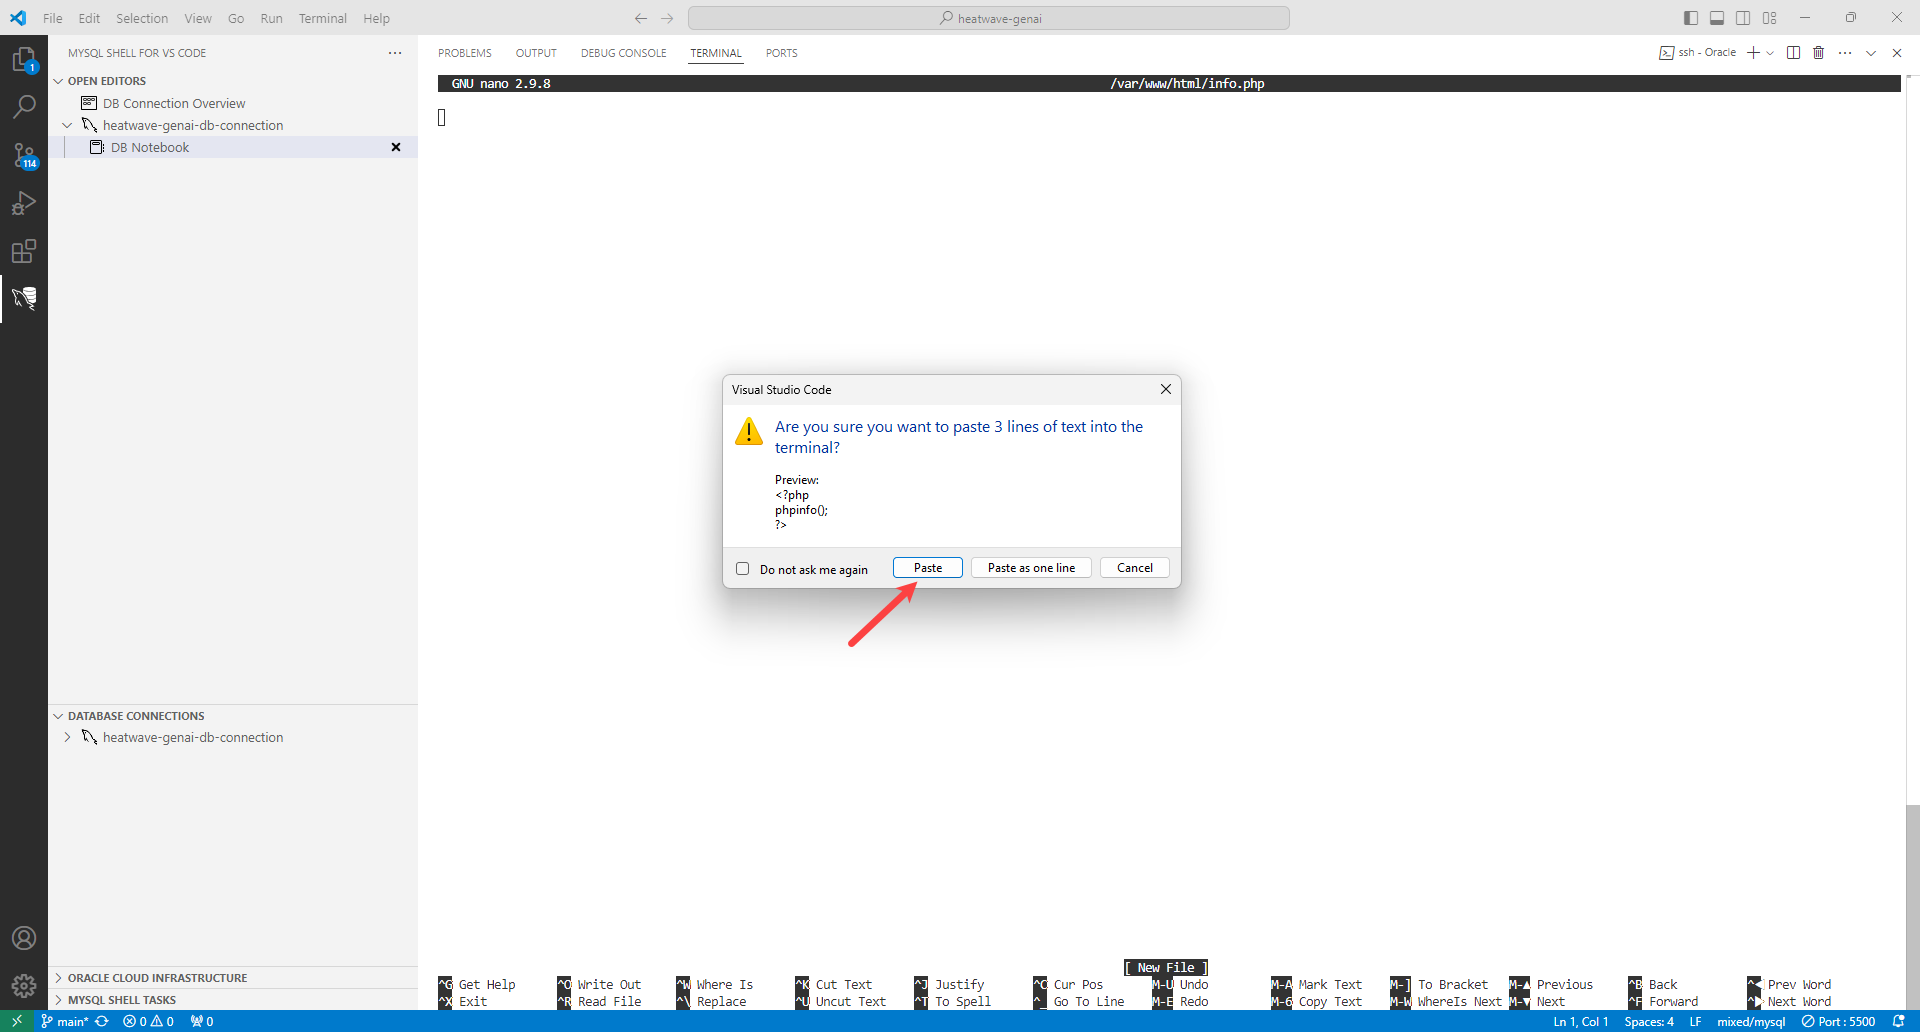 File Edit Selection View Go Run Terminal Help
heatwave-genai
MYSQL SHELL FOR VS CODE
PROBLEMS OUTPUT DEBUG CONSOLE TERMINAL PORTS
ssh - Oracle
1
114
OPEN EDITORS
DB Connection Overview
heatwave-genai-db-connection
DB Notebook
GNU nano 2.9.8 /var/www/html/info.php
Visual Studio Code
Are you sure you want to paste 3 lines of text into the
terminal?
Preview:
<?php
phpinfo();
?>
Do not ask me again
Paste
Paste as one line
Cancel
DATABASE CONNECTIONS
heatwave-genai-db-connection
ORACLE CLOUD INFRASTRUCTURE
MYSQL SHELL TASKS
[ New File ]
^G Get Help ^O Write Out ^W Where Is ^K Cut Text ^J Justify ^C Cur Pos M-U Undo M-A Mark Text M-] To Bracket M-▲ Previous ^B Back ^◀ Prev Word
^X Exit ^R Read File ^\ Replace ^U Uncut Text ^T To Spell ^_ Go To Line M-E Redo M-6 Copy Text M-W WhereIs Next M-▼ Next ^F Forward ^▶ Next Word
main* 0 0 0
Ln 1, Col 1 Spaces: 4 LF mixed/mysql Port : 5500